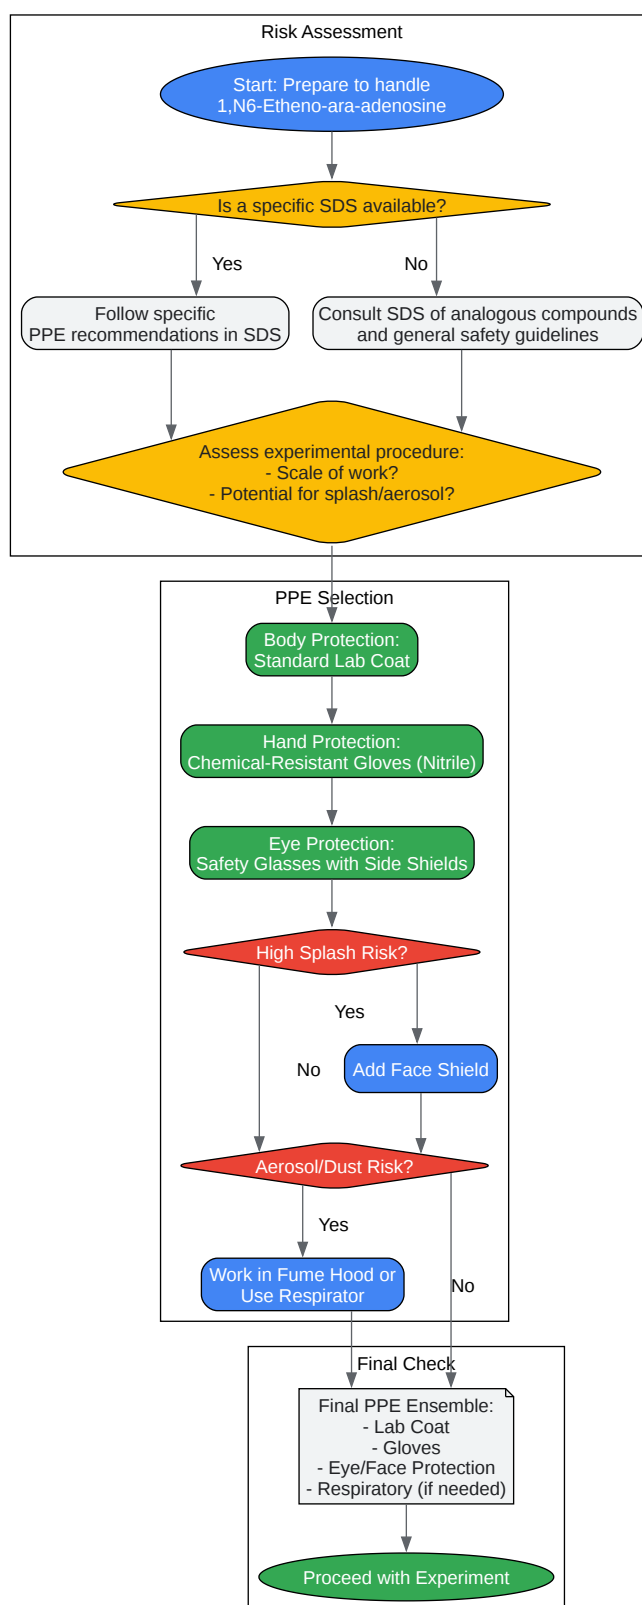 Risk Assessment
Start: Prepare to handle
1,N6-Etheno-ara-adenosine
Is a specific SDS available?
Yes
No
Follow specific
PPE recommendations in SDS
Consult SDS of analogous compounds
and general safety guidelines
Assess experimental procedure:
- Scale of work?
- Potential for splash/aerosol?
PPE Selection
Body Protection:
Standard Lab Coat
Hand Protection:
Chemical-Resistant Gloves (Nitrile)
Eye Protection:
Safety Glasses with Side Shields
High Splash Risk?
Yes
No
Add Face Shield
Aerosol/Dust Risk?
Yes
Work in Fume Hood or
Use Respirator
No
Final Check
Final PPE Ensemble:
- Lab Coat
- Gloves
- Eye/Face Protection
- Respiratory (if needed)
Proceed with Experiment